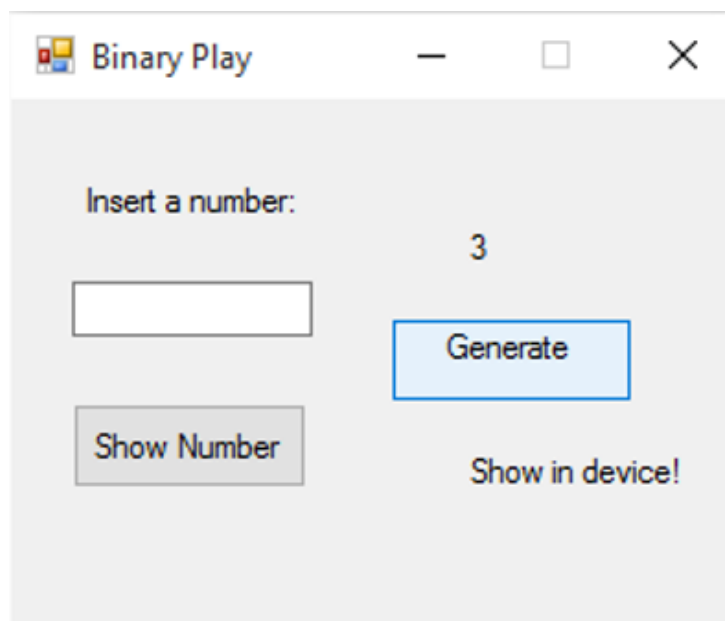 Binary Play
Insert a number:
3
Generate
Show Number
Show in device!